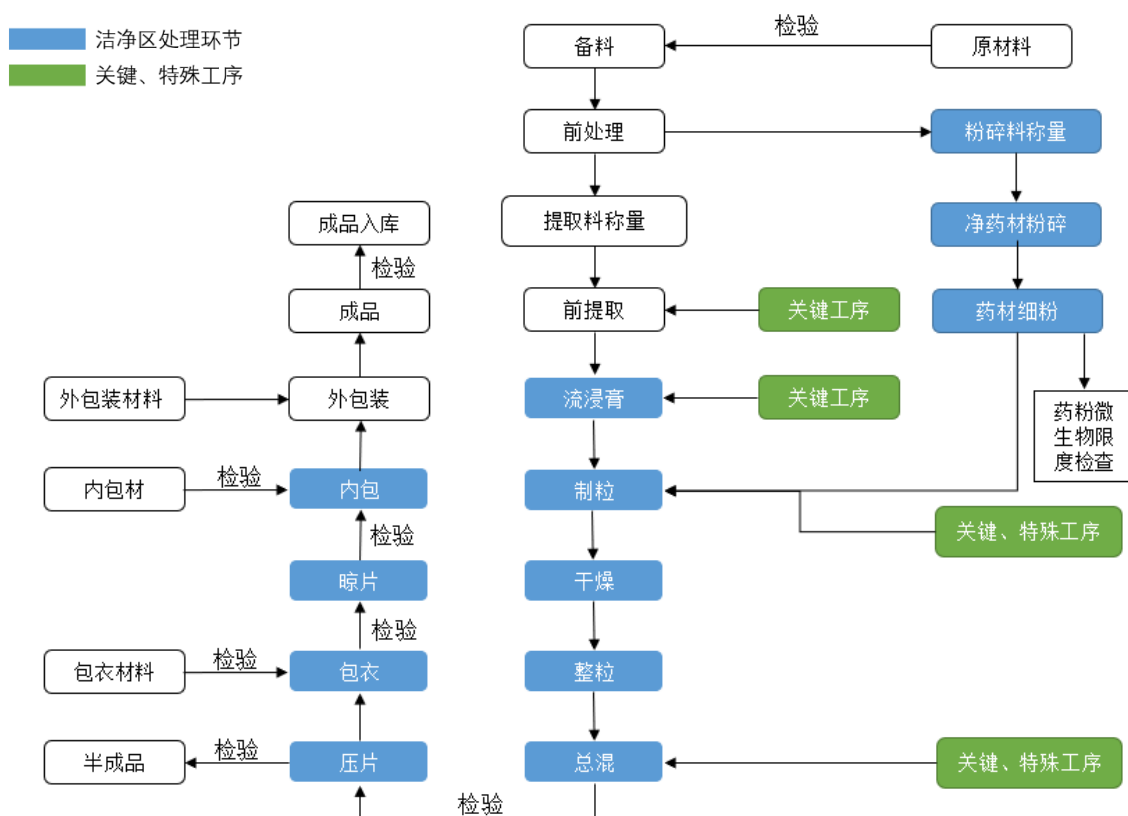 洁净区处理环节
关键、特殊工序
备料
检验
原材料
前处理
粉碎料称量
提取料称量
净药材粉碎
成品入库
检验
成品
前提取
关键工序
药材细粉
外包装材料
外包装
流浸膏
关键工序
药粉微
生物限
度检查
内包材
检验
内包
制粒
检验
关键、特殊工序
晾片
干燥
检验
包衣材料
检验
包衣
整粒
半成品
检验
压片
总混
关键、特殊工序
检验